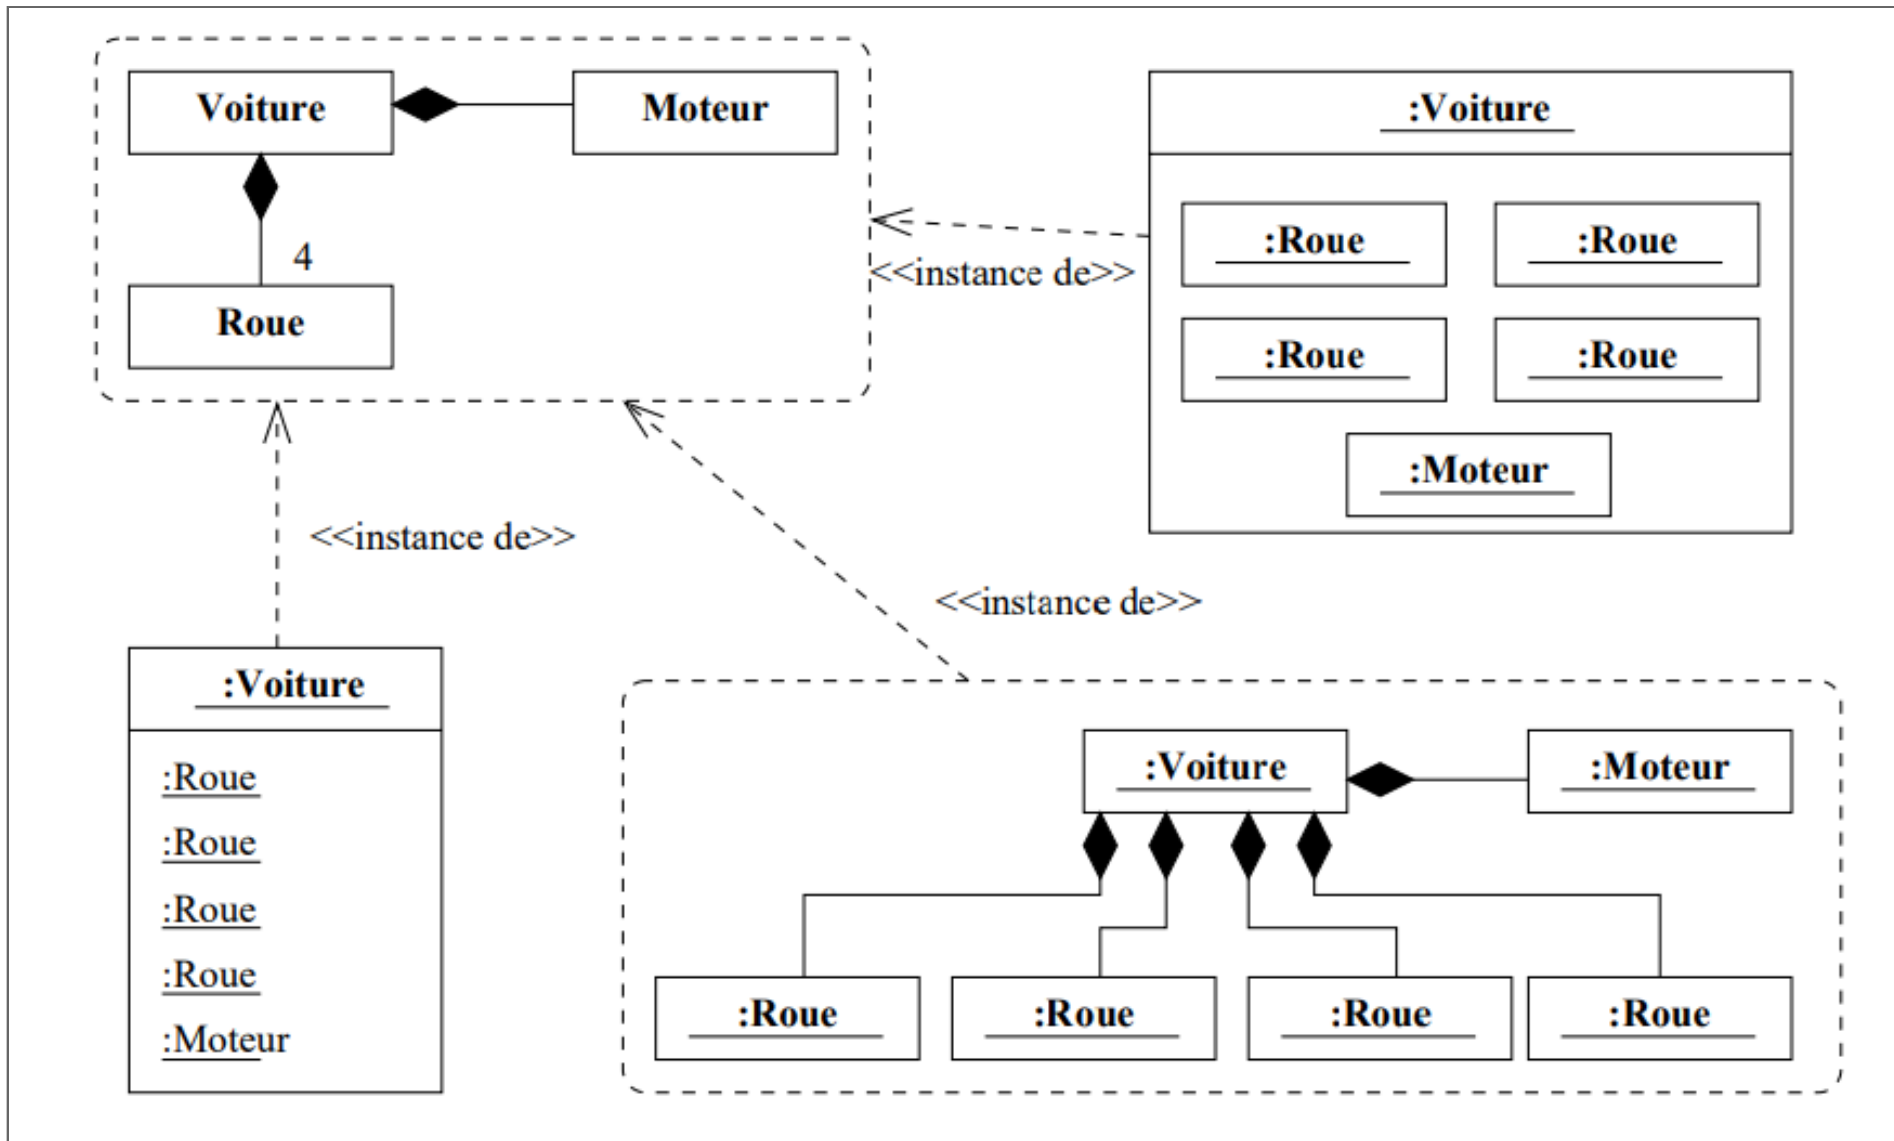 Voiture
Moteur
4
Roue
:Voiture
:Roue
:Roue
:Roue
:Roue
:Moteur
<<instance de>>
<<instance de>>
<<instance de>>
:Voiture
:Roue
:Roue
:Roue
:Roue
:Moteur
:Voiture
:Moteur
:Roue
:Roue
:Roue
:Roue